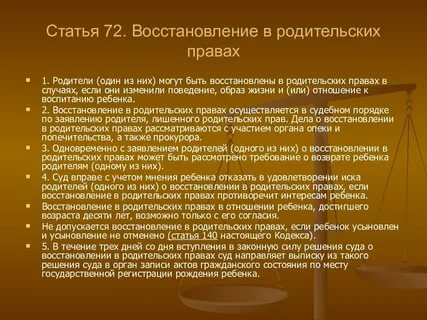 Статья 72. Восстановление в родительских
правах
1. Родители (один из них) могут быть восстановлены в родительских правах в
случаях, если они изменили поведение, образ жизни и (или) отношение к
воспитанию ребенка.
2. Восстановление в родительских правах осуществляется в судебном порядке
по заявлению родителя, лишенного родительских прав. Дела о восстановлении
в родительских правах рассматриваются с участием органа опеки и
попечительства, а также прокурора.
3. Одновременно с заявлением родителей (одного из них) о восстановлении в
родительских правах может быть рассмотрено требование о возврате ребенка
родителям (одному из них).
4. Суд вправе с учетом мнения ребенка отказать в удовлетворении иска
родителей (одного из них) о восстановлении в родительских правах, если
восстановление в родительских правах противоречит интересам ребенка.
Восстановление в родительских правах в отношении ребенка, достигшего
возраста десяти лет, возможно только с его согласия.
Не допускается восстановление в родительских правах, если ребенок усыновлен
и усыновление не отменено (статья 140 настоящего Кодекса).
5. В течение трех дней со дня вступления в законную силу решения суда о
восстановлении в родительских правах суд направляет выписку из такого
решения суда в орган записи актов гражданского состояния по месту
государственной регистрации рождения ребенка.